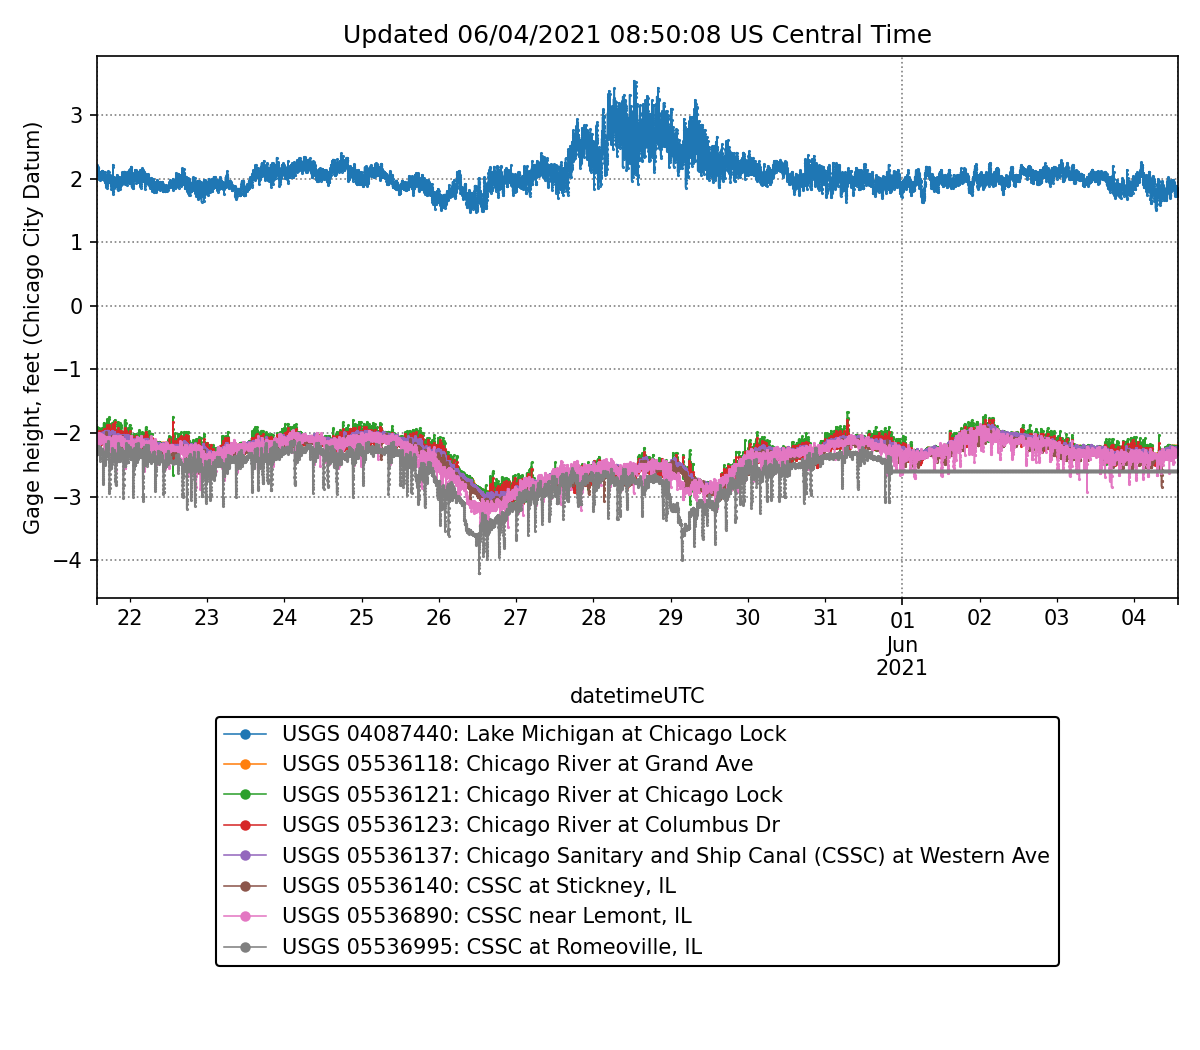 Updated 06/04/2021 08:50:08 US Central Time
Gage height, feet (Chicago City Datum)
3
2
1
0
−1
−2
−3
−4
22 23 24 25 26 27 28 29 30 31 01 02 03 04
Jun
2021
datetimeUTC
USGS 04087440: Lake Michigan at Chicago Lock
USGS 05536118: Chicago River at Grand Ave
USGS 05536121: Chicago River at Chicago Lock
USGS 05536123: Chicago River at Columbus Dr
USGS 05536137: Chicago Sanitary and Ship Canal (CSSC) at Western Ave
USGS 05536140: CSSC at Stickney, IL
USGS 05536890: CSSC near Lemont, IL
USGS 05536995: CSSC at Romeoville, IL